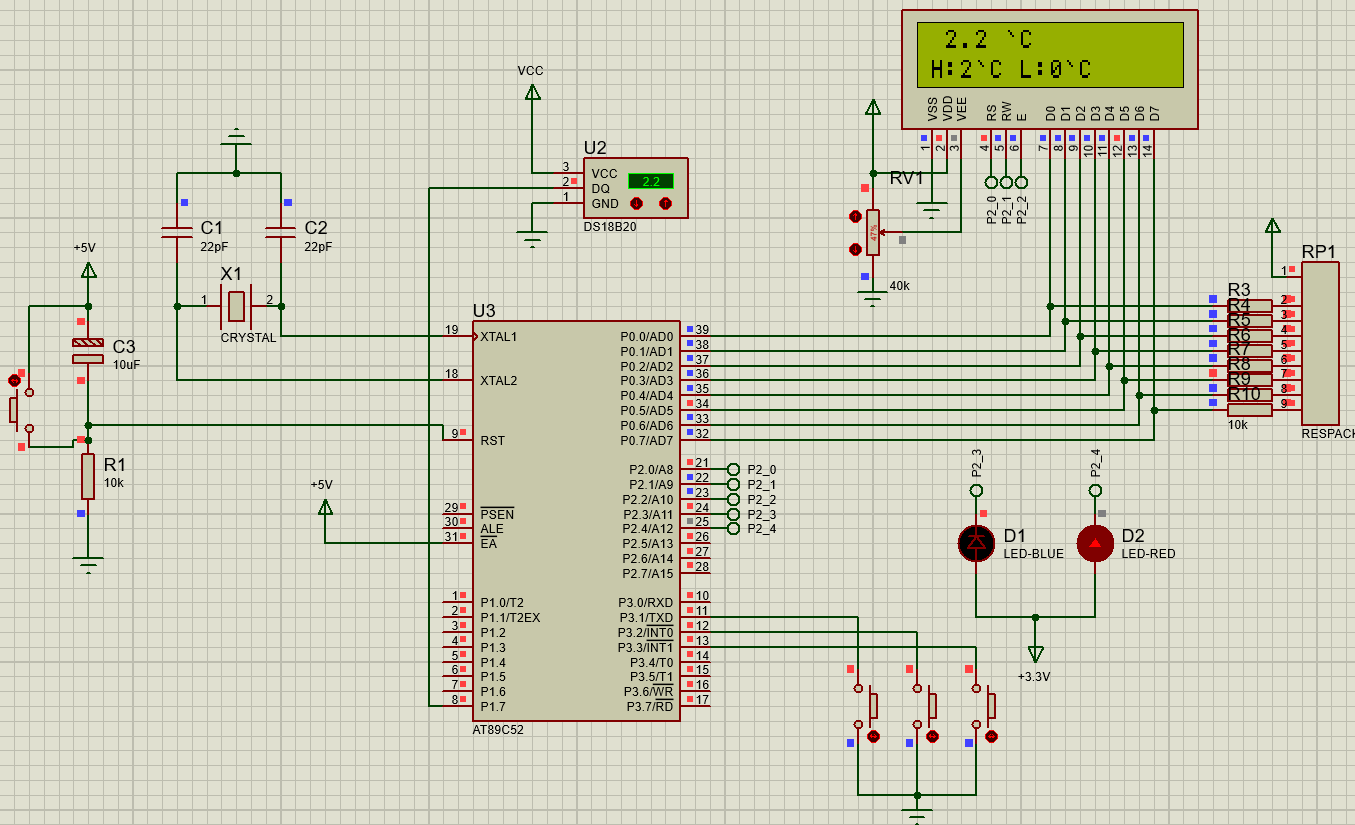 2.2 `C
H:2`C L:0`C
VSS
VDD
VEE
RS
RW
E
D0
D1
D2
D3
D4
D5
D6
D7
1
2
3
4
5
6
7
8
9
10
11
12
13
14
P2_0
P2_1
P2_2
VCC
U2
3
2
1
VCC
DQ
GND
2.2
DS18B20
RV1
47%
40k
C1
22pF
C2
22pF
X1
1
2
CRYSTAL
+5V
C3
10uF
R1
10k
+5V
U3
19
XTAL1
18
XTAL2
9
RST
29
PSEN
30
ALE
31
EA
1
P1.0/T2
2
P1.1/T2EX
3
P1.2
4
P1.3
5
P1.4
6
P1.5
7
P1.6
8
P1.7
P0.0/AD0
39
P0.1/AD1
38
P0.2/AD2
37
P0.3/AD3
36
P0.4/AD4
35
P0.5/AD5
34
P0.6/AD6
33
P0.7/AD7
32
P2.0/A8
21
P2_0
P2.1/A9
22
P2_1
P2.2/A10
23
P2_2
P2.3/A11
24
P2_3
P2.4/A12
25
P2_4
P2.5/A13
26
P2.6/A14
27
P2.7/A15
28
P3.0/RXD
10
P3.1/TXD
11
P3.2/INT0
12
P3.3/INT1
13
P3.4/T0
14
P3.5/T1
15
P3.6/WR
16
P3.7/RD
17
AT89C52
RP1
1
2
3
4
5
6
7
8
9
R3
R4
R5
R6
R7
R8
R9
R10
10k
RESPACK
P2_3
P2_4
D1
LED-BLUE
D2
LED-RED
+3.3V